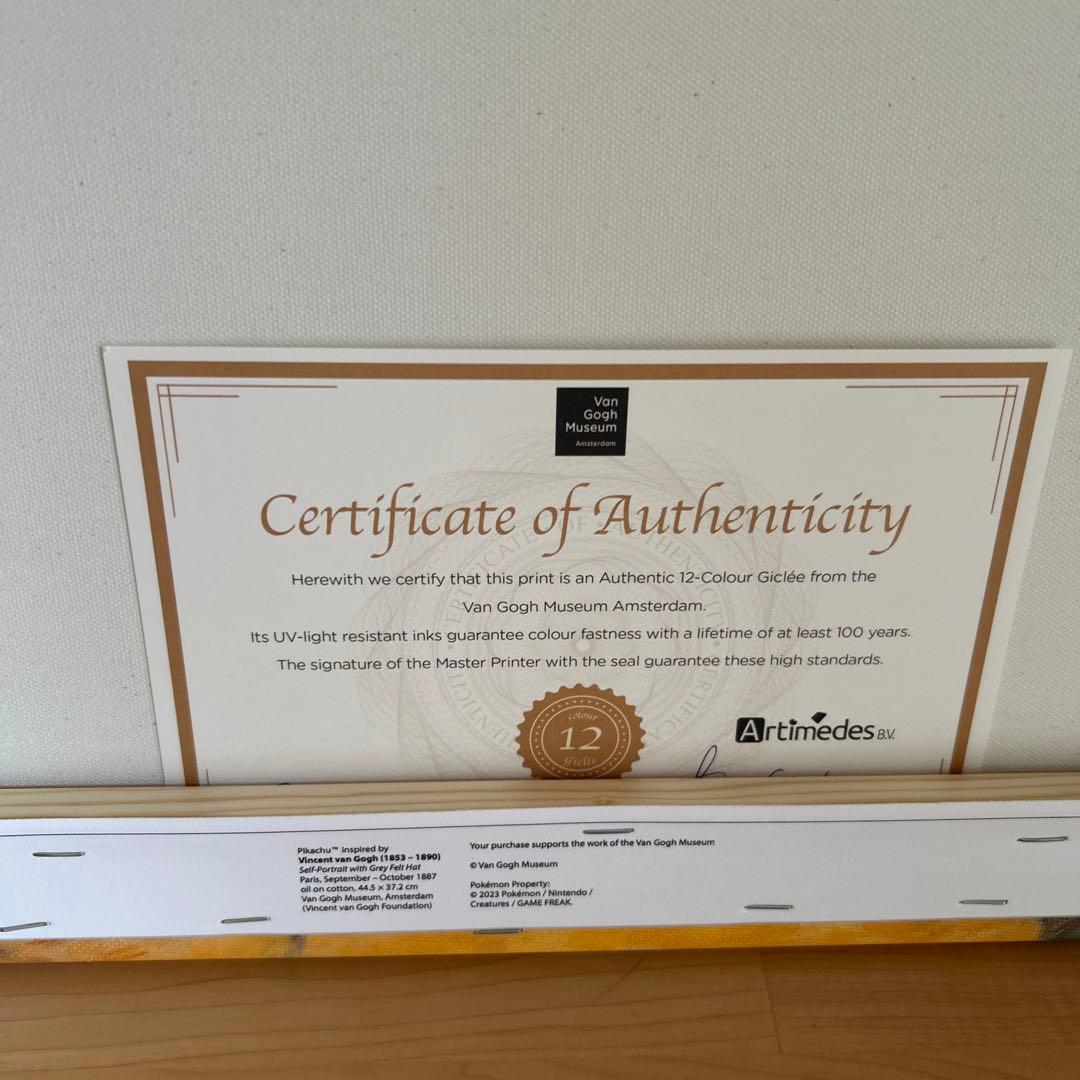 Van
Gogh
Museum
Amsterdam
Certificate of Authenticity
Herewith we certify that this print is an Authentic 12-Colour Giclée from the
Van Gogh Museum Amsterdam.
Its UV-light resistant inks guarantee colour fastness with a lifetime of at least 100 years.
The signature of the Master Printer with the seal guarantee these high standards.
colour
12
Giclée
Artimedes B.V.
Pikachu™ inspired by
Vincent van Gogh (1853 – 1890)
Self-Portrait with Grey Felt Hat
Paris, September – October 1887
oil on cotton, 44.5 × 37.2 cm
Van Gogh Museum, Amsterdam
(Vincent van Gogh Foundation)
Your purchase supports the work of the Van Gogh Museum
© Van Gogh Museum
Pokémon Property:
© 2023 Pokémon / Nintendo /
Creatures / GAME FREAK.